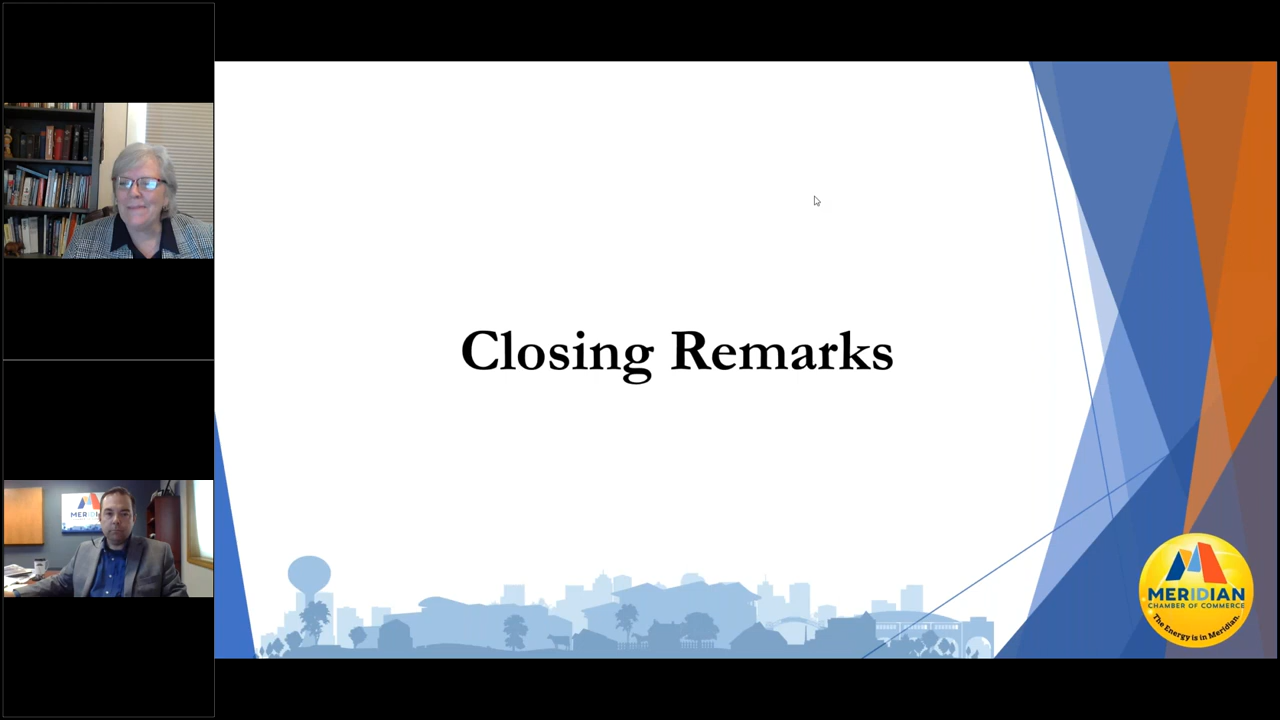 Closing Remarks
MERIDIAN
CHAMBER OF COMMERCE
The Energy is in Meridian.